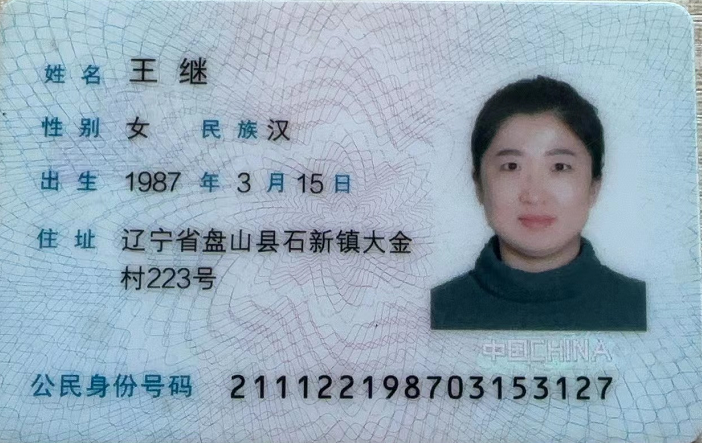 姓名 王继
性别 女 民族 汉
出生 1987 年 3 月 15 日
住址 辽宁省盘山县石新镇大金
村223号
中国CHINA
公民身份号码 211122198703153127